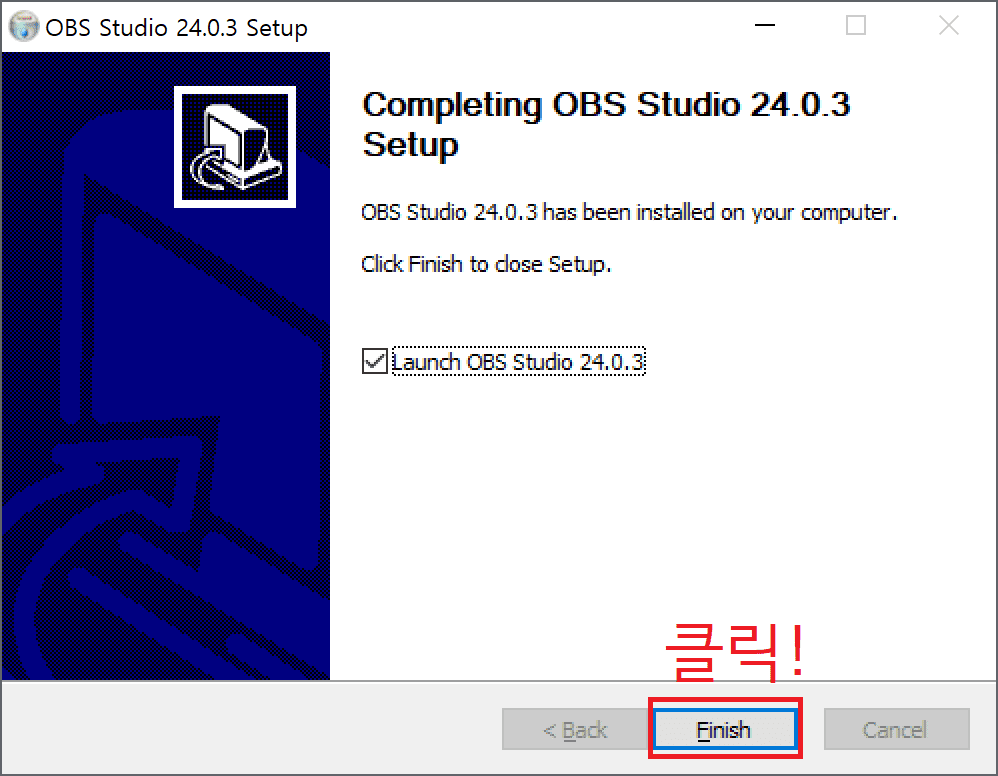 OBS Studio 24.0.3 Setup
Completing OBS Studio 24.0.3
Setup
OBS Studio 24.0.3 has been installed on your computer.
Click Finish to close Setup.
Launch OBS Studio 24.0.3
클릭!
< Back
Finish
Cancel